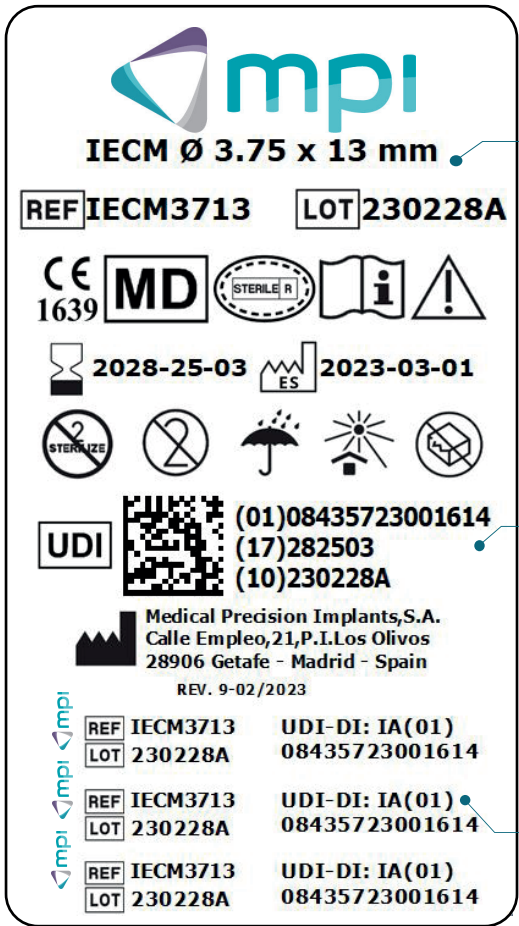 mpi
IECM Ø 3.75 x 13 mm
REF IECM3713 LOT 230228A
CE 1639 MD STERILE R i
2028-25-03 ES 2023-03-01
2 STERILIZE 2
UDI
(01)08435723001614
(17)282503
(10)230228A
Medical Precision Implants,S.A.
Calle Empleo,21,P.I.Los Olivos
28906 Getafe - Madrid - Spain
REV. 9-02/2023
mpi
REF IECM3713 UDI-DI: IA(01)
LOT 230228A 08435723001614
mpi
REF IECM3713 UDI-DI: IA(01)
LOT 230228A 08435723001614
mpi
REF IECM3713 UDI-DI: IA(01)
LOT 230228A 08435723001614